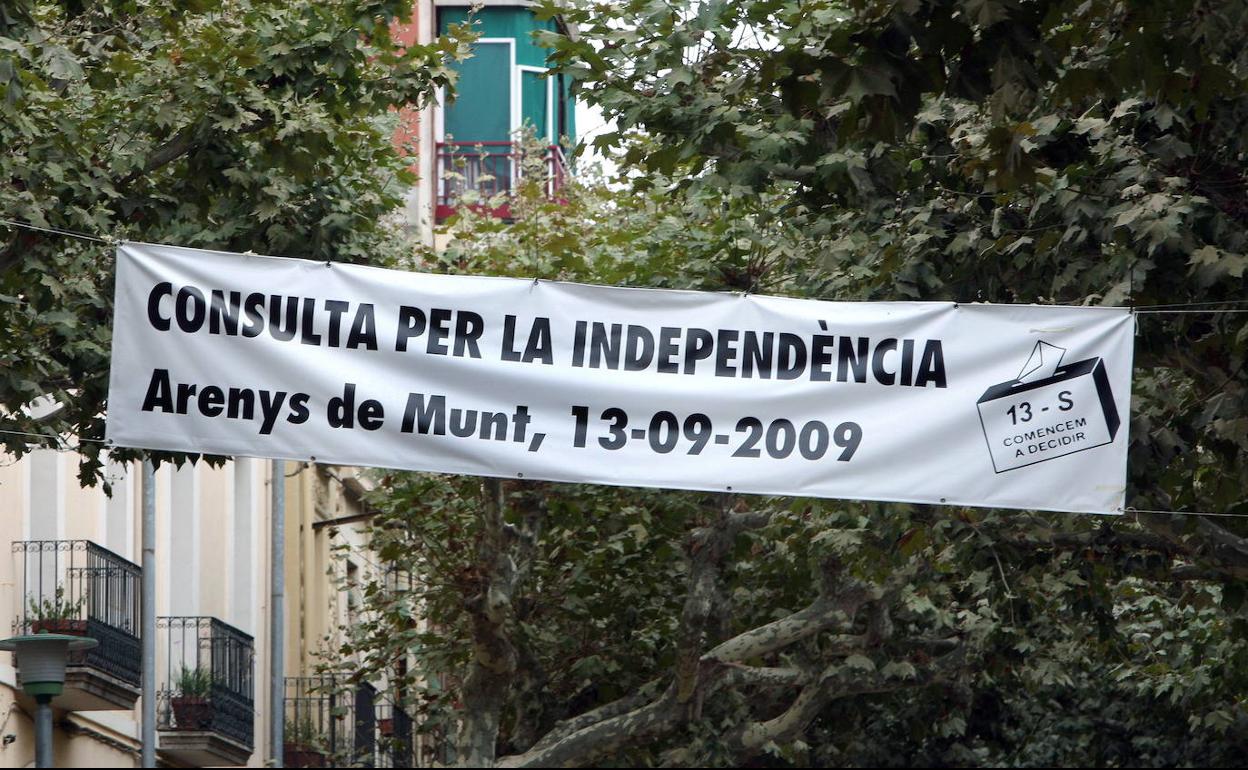 CONSULTA PER LA INDEPENDÈNCIA
Arenys de Munt, 13-09-2009
13 - S
COMENCEM
A DECIDIR